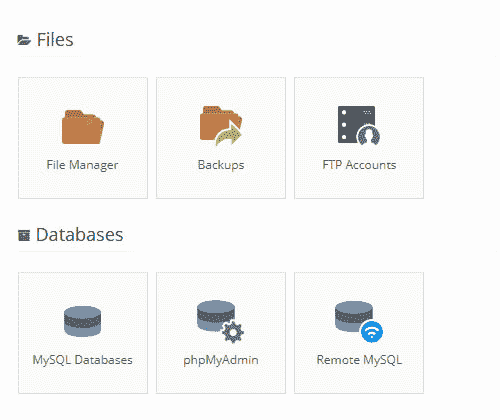 Files
File Manager
Backups
FTP Accounts
Databases
MySQL Databases
phpMyAdmin
Remote MySQL